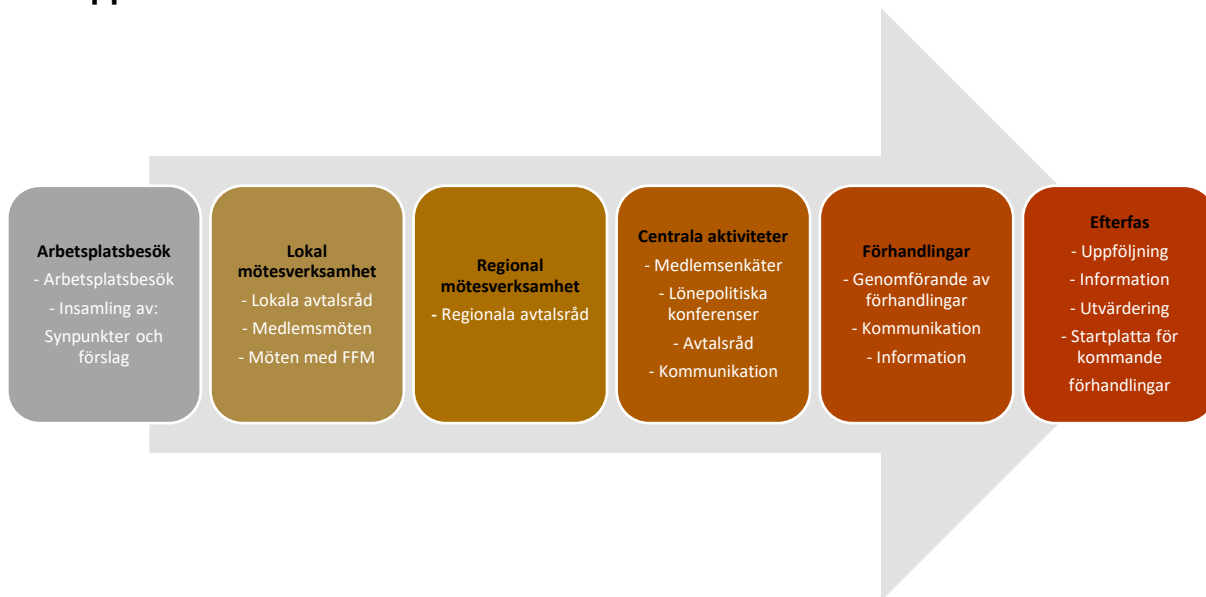 Arbetsplatsbesök
- Arbetsplatsbesök
- Insamling av:
Synpunkter och
förslag
Lokal
mötesverksamhet
- Lokala avtalsråd
- Medlemsmöten
- Möten med FFM
Regional
mötesverksamhet
- Regionala avtalsråd
Centrala aktiviteter
- Medlemsenkäter
- Lönepolitiska
konferenser
- Avtalsråd
- Kommunikation
Förhandlingar
- Genomförande av
förhandlingar
- Kommunikation
- Information
Efterfas
- Uppföljning
- Information
- Utvärdering
- Startplatta för
kommande
förhandlingar